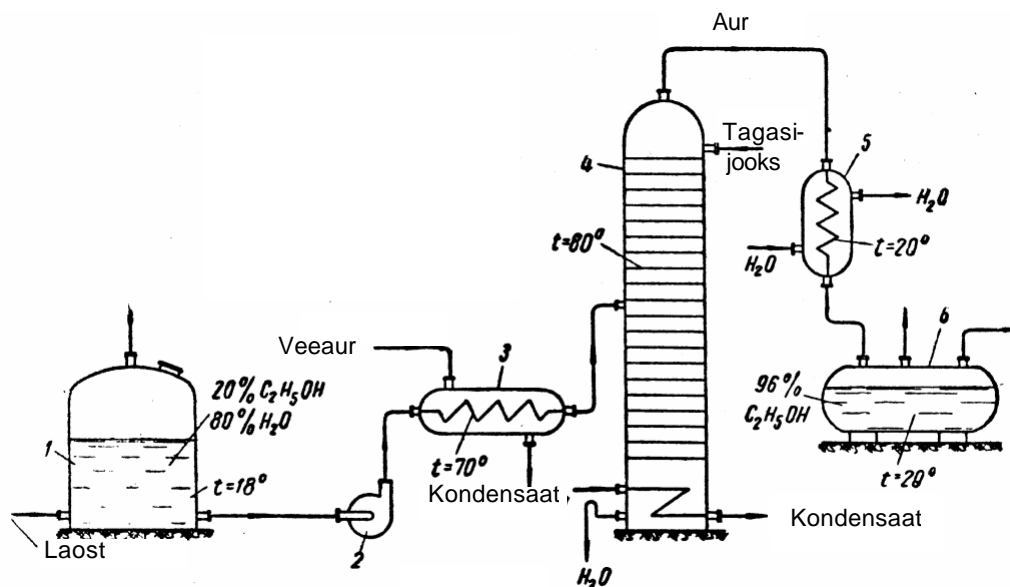 Aur
Tagasi-
jooks
4
5
H₂O
t=80°
t=20°
H₂O
6
Veeaur
3
20% C₂H₅OH
80% H₂O
96%
C₂H₅OH
1
t=18°
t=70°
t=20°
Kondensaat
Kondensaat
Laost
2
H₂O